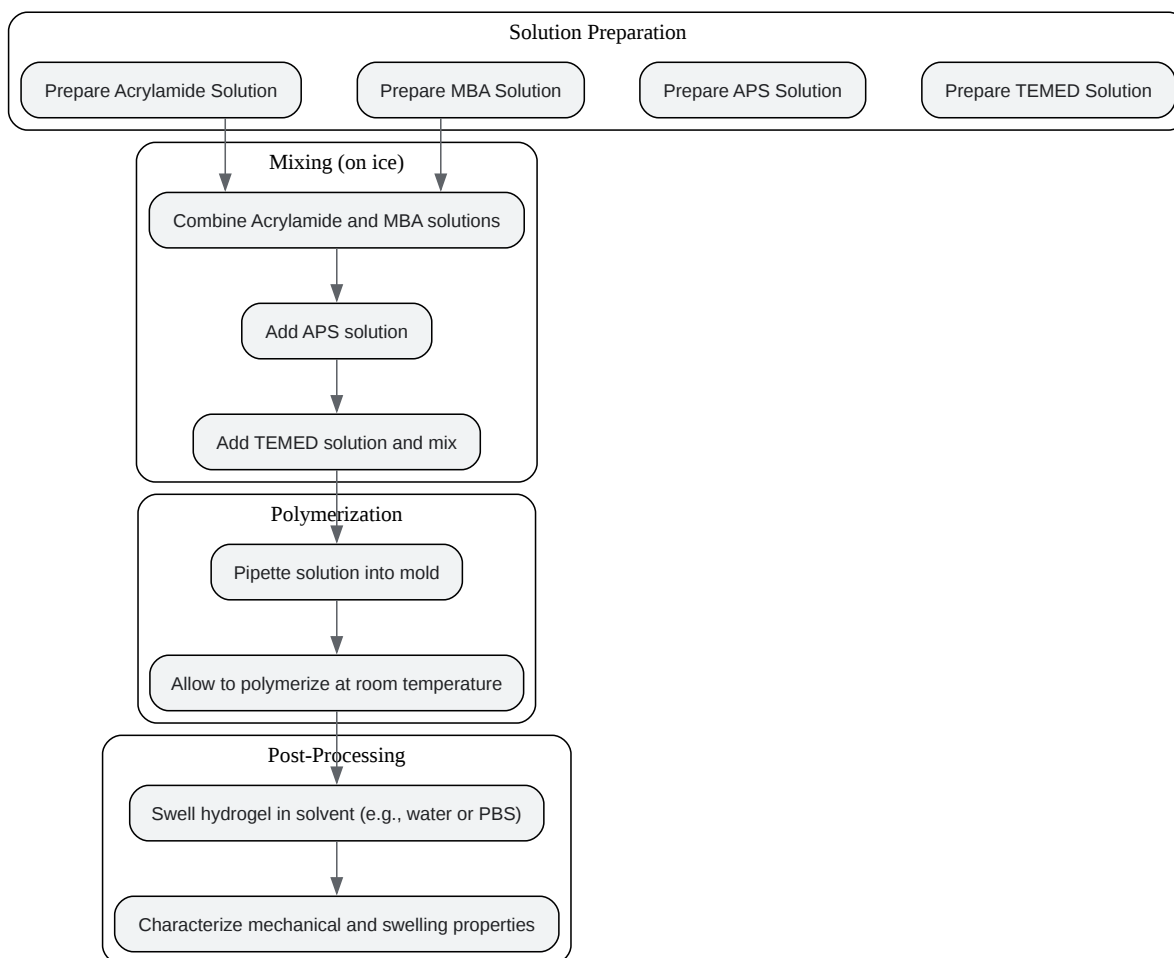 Solution Preparation
Prepare Acrylamide Solution
Prepare MBA Solution
Prepare APS Solution
Prepare TEMED Solution
Mixing (on ice)
Combine Acrylamide and MBA solutions
Add APS solution
Add TEMED solution and mix
Polymerization
Pipette solution into mold
Allow to polymerize at room temperature
Post-Processing
Swell hydrogel in solvent (e.g., water or PBS)
Characterize mechanical and swelling properties